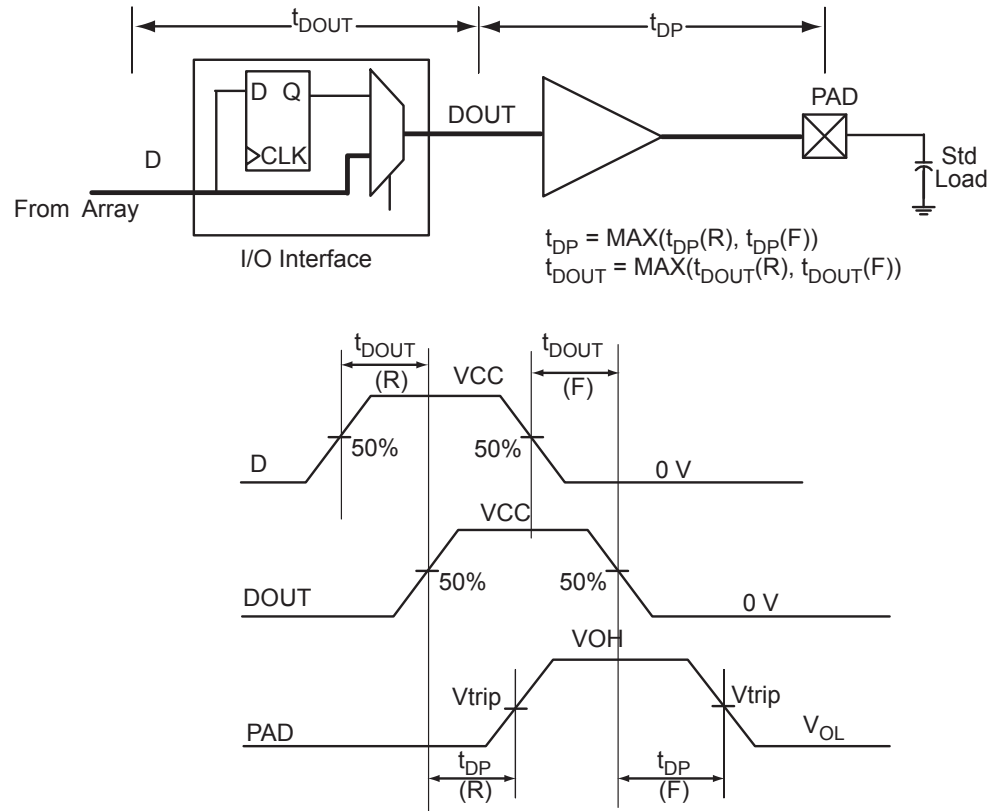 tDOUT
tDP
PAD
D Q
DOUT
D
CLK
Std
Load
From Array
I/O Interface
tDP = MAX(tDP(R), tDP(F))
tDOUT = MAX(tDOUT(R), tDOUT(F))
tDOUT
(R)
tDOUT
(F)
VCC
50%
50%
D
0 V
VCC
50%
50%
DOUT
0 V
VOH
Vtrip
Vtrip
PAD
VOL
tDP
(R)
tDP
(F)